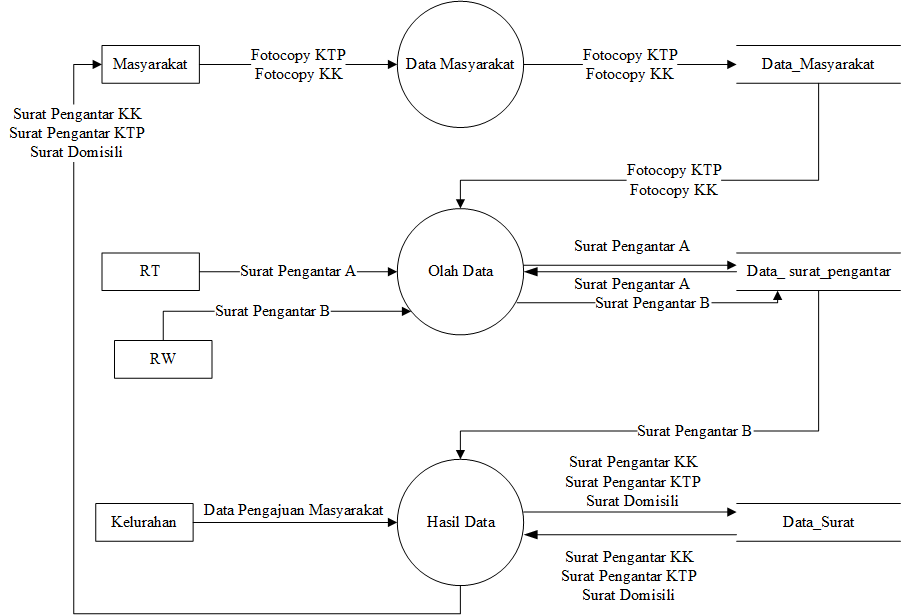 Masyarakat
Fotocopy KTP
Fotocopy KK
Data Masyarakat
Fotocopy KTP
Fotocopy KK
Data_Masyarakat
Surat Pengantar KK
Surat Pengantar KTP
Surat Domisili
Fotocopy KTP
Fotocopy KK
RT
Surat Pengantar A
Olah Data
Surat Pengantar A
Data_ surat_pengantar
Surat Pengantar A
Surat Pengantar B
Surat Pengantar B
RW
Surat Pengantar B
Surat Pengantar KK
Surat Pengantar KTP
Surat Domisili
Kelurahan
Data Pengajuan Masyarakat
Hasil Data
Data_Surat
Surat Pengantar KK
Surat Pengantar KTP
Surat Domisili